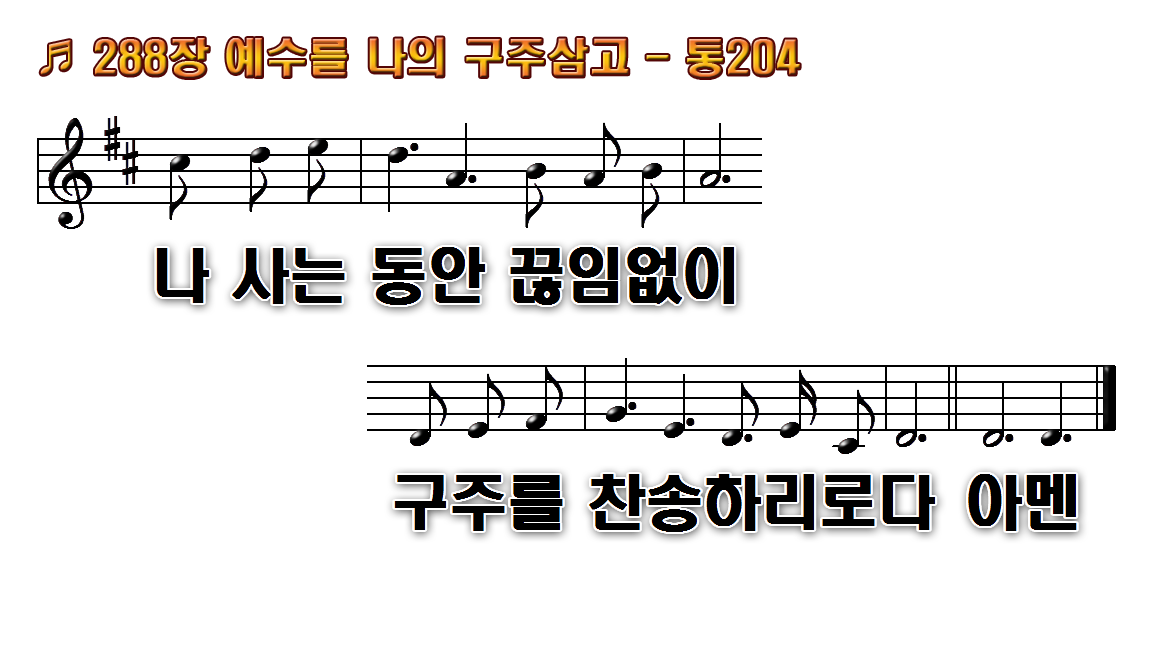 ♬ 288장 예수를 나의 구주삼고 - 통204
나 사는 동안 끊임없이
구주를 찬송하리로다 아멘